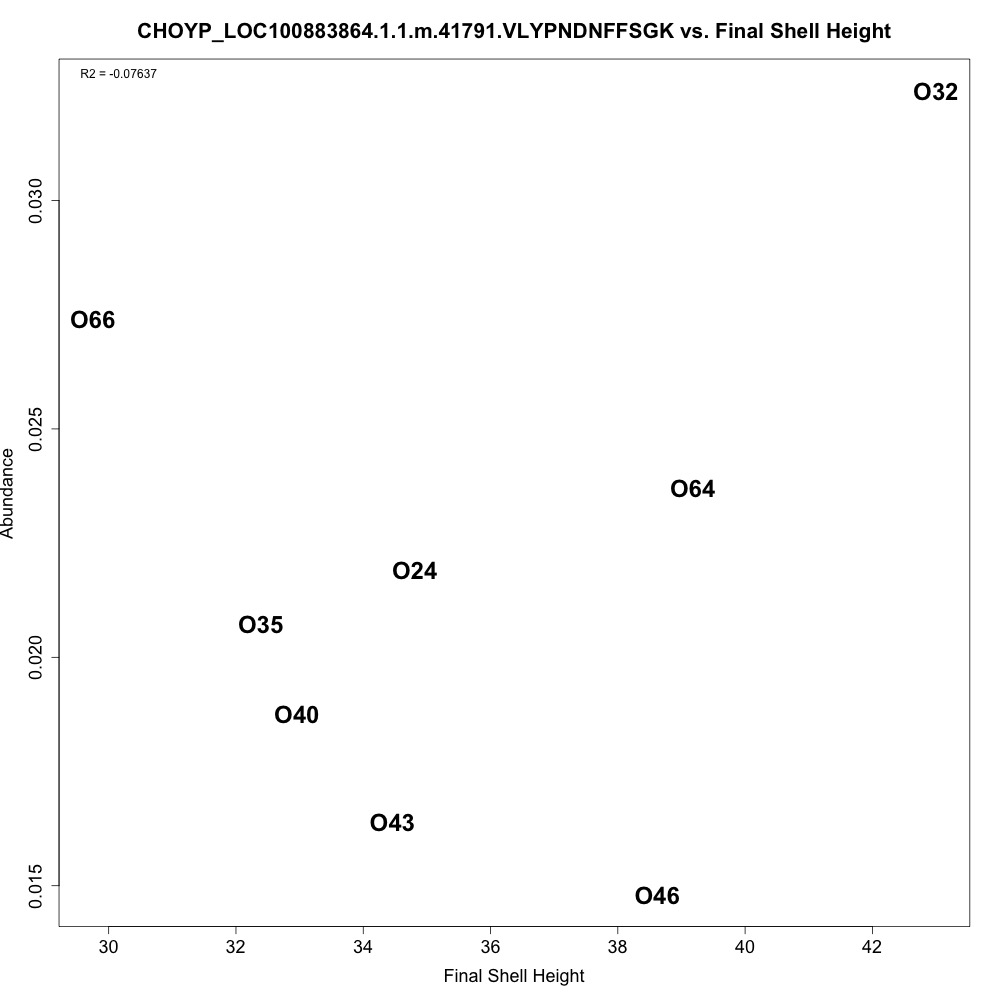 CHOYP_LOC100883864.1.1.m.41791.VLYPNDNFFSGK vs. Final Shell Height
R2 = -0.07637
O32
0.030
O66
0.025
Abundance
O64
O24
O35
0.020
O40
O43
0.015
O46
30 32 34 36 38 40 42
Final Shell Height